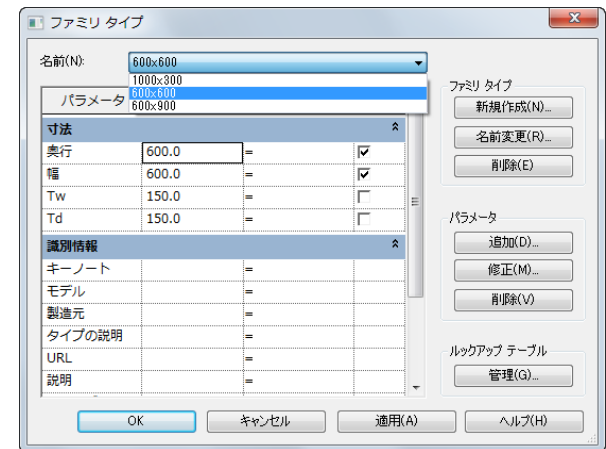 ファミリ タイプ
名前(N):
600x600
1000x300
600x600
600x900
パラメータ
寸法
奥行 600.0 =
幅 600.0 =
Tw 150.0 =
Td 150.0 =
識別情報
キーノート =
モデル =
製造元 =
タイプの説明 =
URL =
説明 =
ファミリ タイプ
新規作成(N)...
名前変更(R)...
削除(E)
パラメータ
追加(D)...
修正(M)...
削除(V)
ルックアップ テーブル
管理(G)...
OK キャンセル 適用(A) ヘルプ(H)